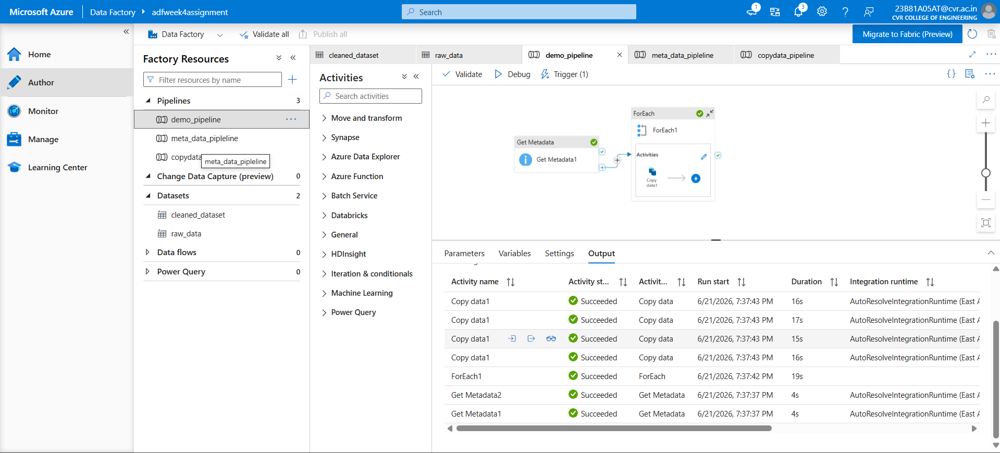 Microsoft Azure
Data Factory
adfweek4assignment
Search
1
3
23B81A05AT@cvr.ac.in
CVR COLLEGE OF ENGINEERING
Home
Author
Monitor
Manage
Learning Center
Data Factory
Validate all
Publish all
Migrate to Fabric (Preview)
Factory Resources
Filter resources by name
Pipelines 3
demo_pipeline
meta_data_pipleline
copydata
meta_data_pipleline
Change Data Capture (preview) 0
Datasets 2
cleaned_dataset
raw_data
Data flows 0
Power Query 0
cleaned_dataset
raw_data
demo_pipeline
meta_data_pipleline
copydata_pipeline
Activities
Search activities
Move and transform
Synapse
Azure Data Explorer
Azure Function
Batch Service
Databricks
General
HDInsight
Iteration & conditionals
Machine Learning
Power Query
Validate
Debug
Trigger (1)
Get Metadata
Get Metadata1
ForEach
ForEach1
Activities
Copy
data1
Parameters Variables Settings Output
Activity name Activity st... Activit... Run start Duration Integration runtime
Copy data1 Succeeded Copy data 6/21/2026, 7:37:43 PM 16s AutoResolveIntegrationRuntime (East A
Copy data1 Succeeded Copy data 6/21/2026, 7:37:43 PM 17s AutoResolveIntegrationRuntime (East A
Copy data1 Succeeded Copy data 6/21/2026, 7:37:43 PM 15s AutoResolveIntegrationRuntime (East A
Copy data1 Succeeded Copy data 6/21/2026, 7:37:43 PM 16s AutoResolveIntegrationRuntime (East A
ForEach1 Succeeded ForEach 6/21/2026, 7:37:42 PM 19s
Get Metadata2 Succeeded Get Metadata 6/21/2026, 7:37:37 PM 4s AutoResolveIntegrationRuntime (East A
Get Metadata1 Succeeded Get Metadata 6/21/2026, 7:37:37 PM 4s AutoResolveIntegrationRuntime (East A